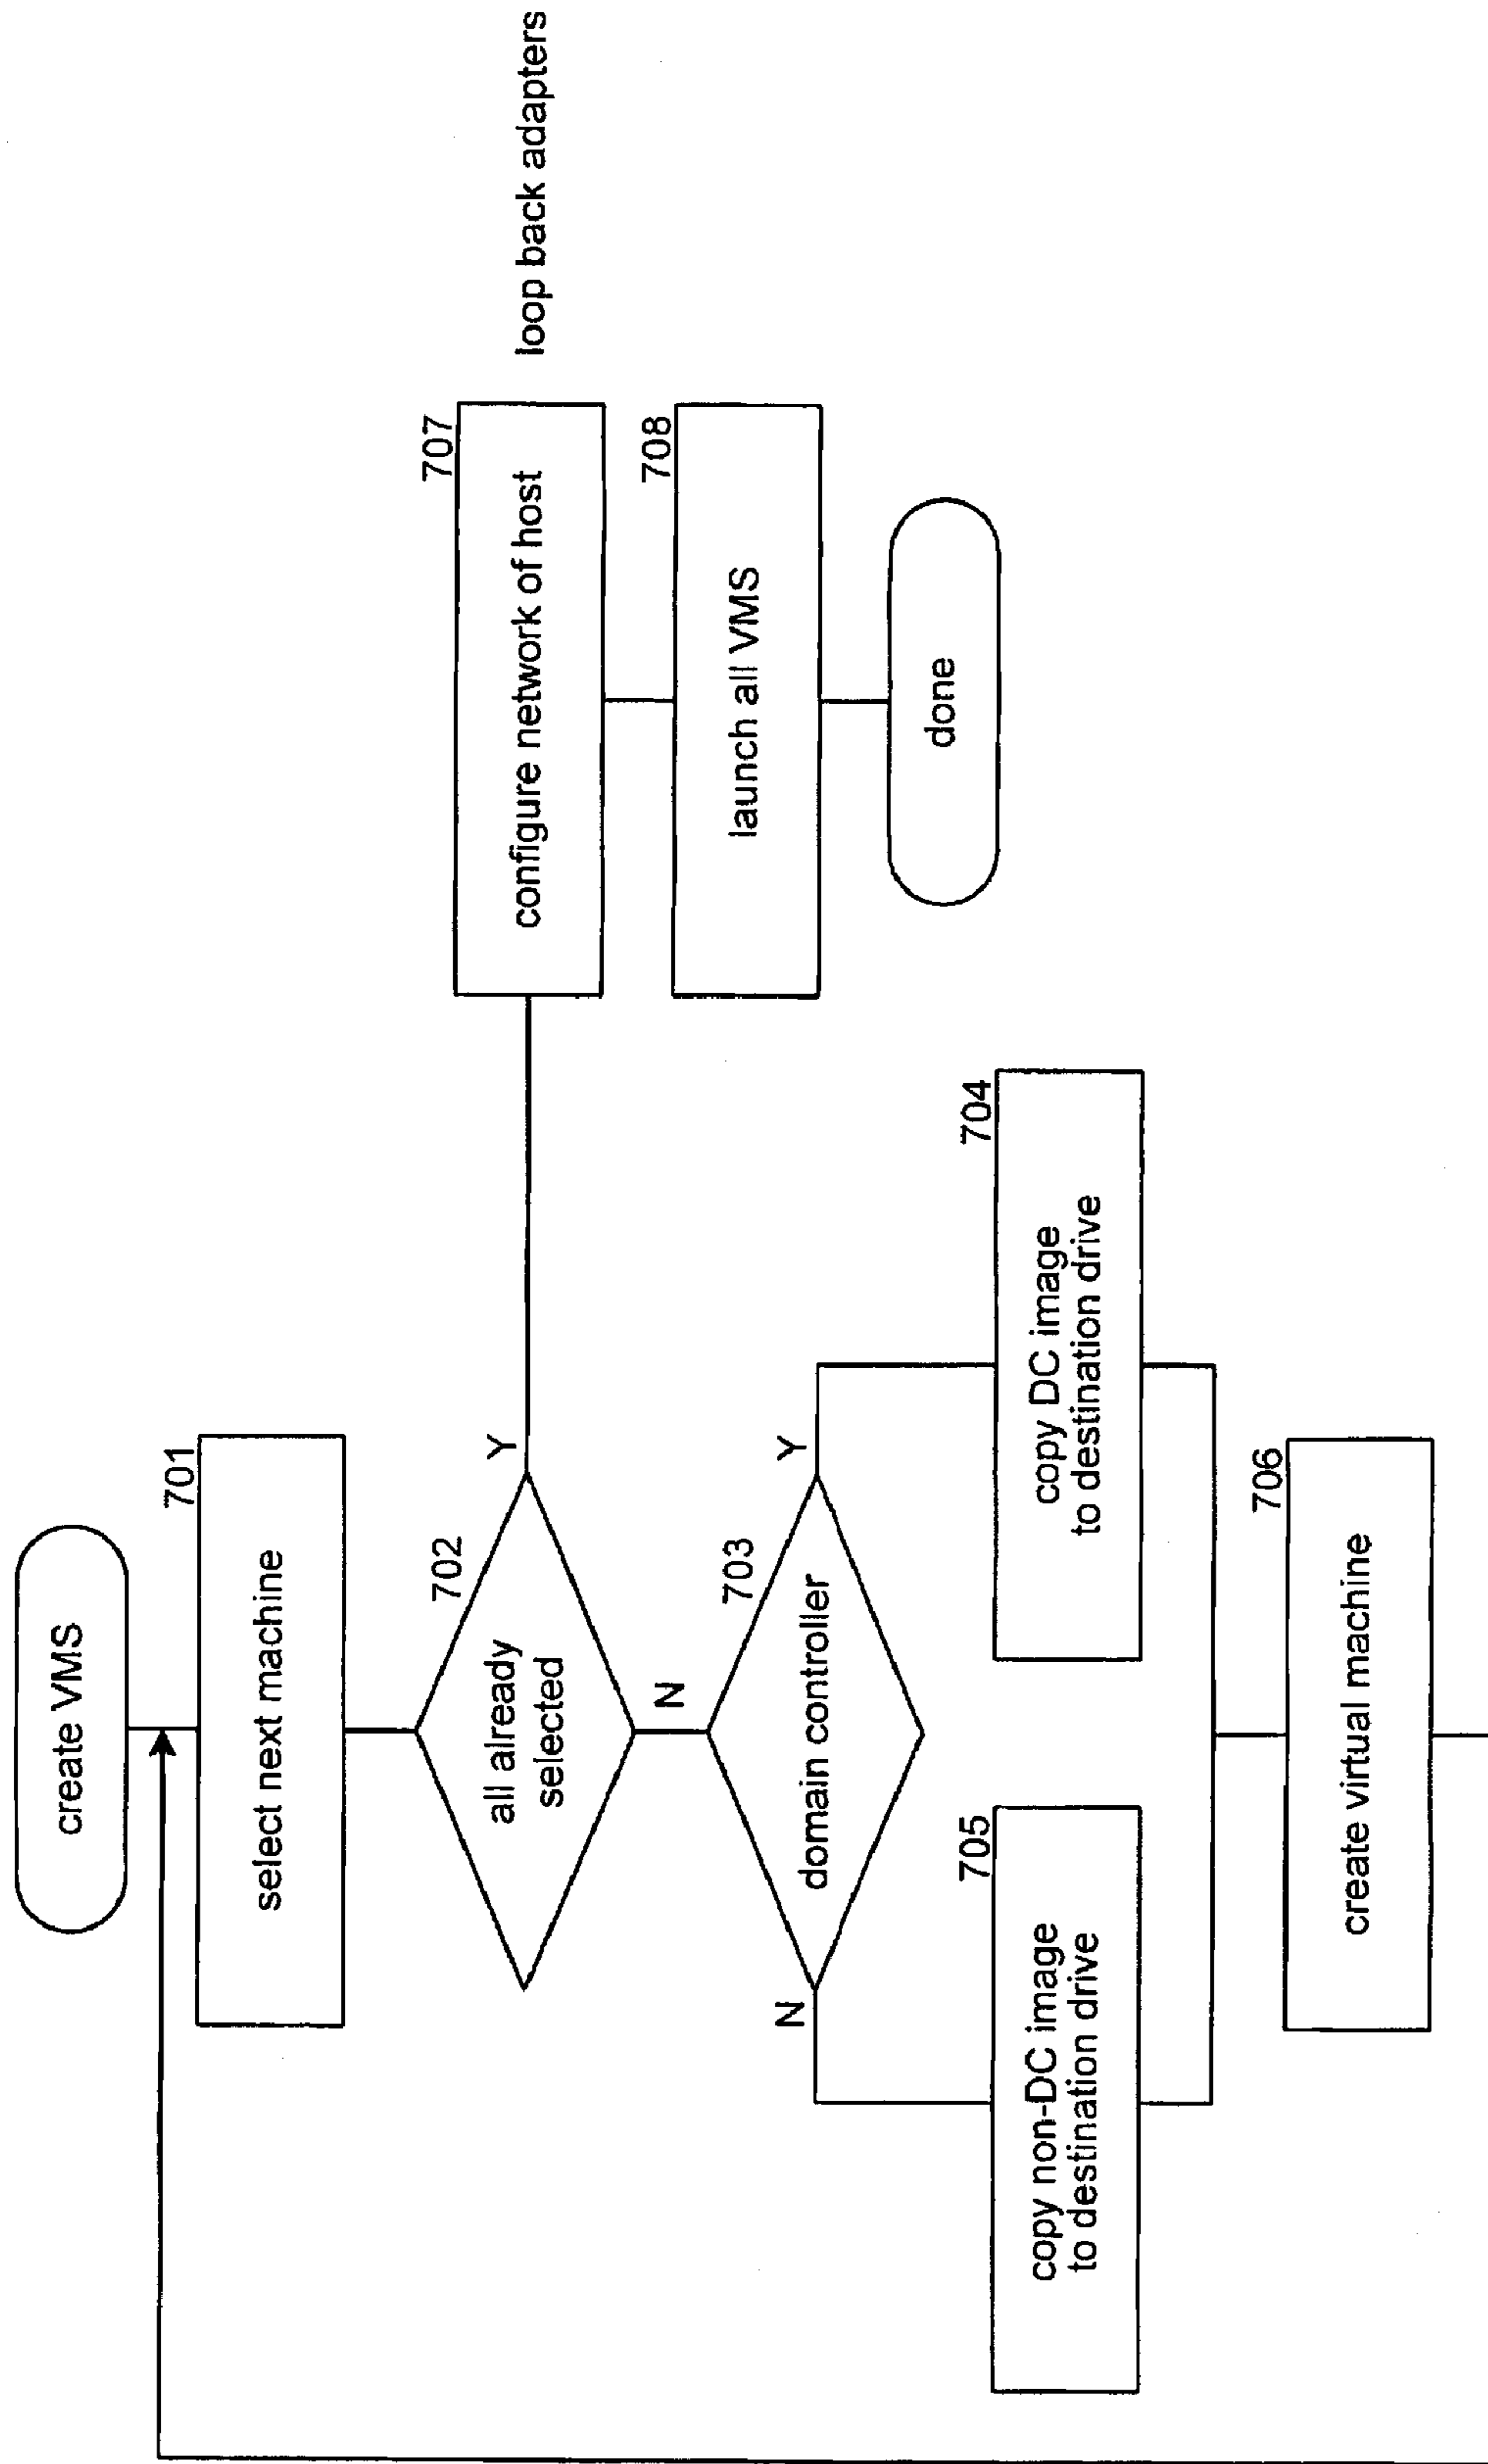 create VMS
701
select next machine
702
all already
selected
Y
N
707
configure network of host
loop back adapters
708
launch all VMS
done
703
domain controller
N
Y
705
copy non-DC image
to destination drive
704
copy DC image
to destination drive
706
create virtual machine